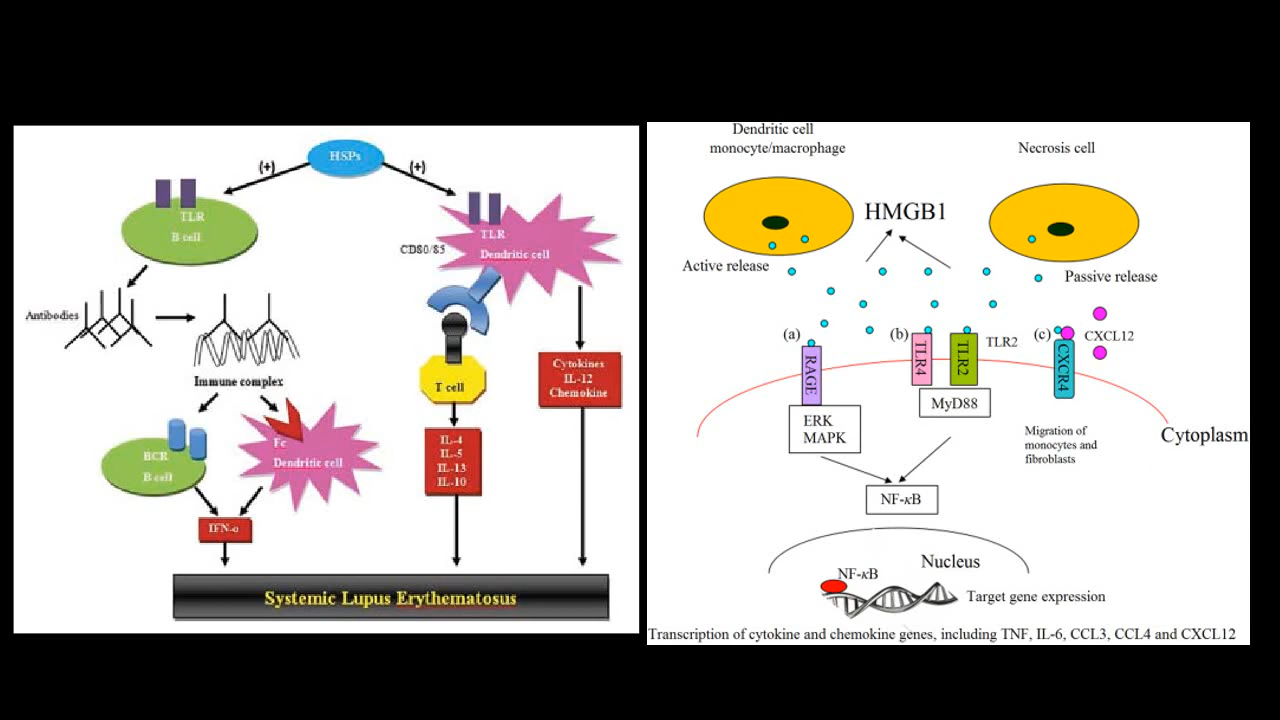 HSPs
(+)
(+)
TLR
B cell
CD80/85
TLR
Dendritic cell
Antibodies
Immune complex
T cell
Cytokines
IL-12
Chemokine
BCR
B cell
Fc
Dendritic cell
IL-4
IL-5
IL-13
IL-10
IFN-α
Systemic Lupus Erythematosus
Dendritic cell
monocyte/macrophage
Necrosis cell
HMGB1
Active release
Passive release
(a)
(b)
(c)
RAGE
TLR4
TLR2
TLR2
CXCR4
CXCL12
ERK
MAPK
MyD88
Migration of
monocytes and
fibroblasts
Cytoplasm
NF-κB
Nucleus
NF-κB
Target gene expression
Transcription of cytokine and chemokine genes, including TNF, IL-6, CCL3, CCL4 and CXCL12